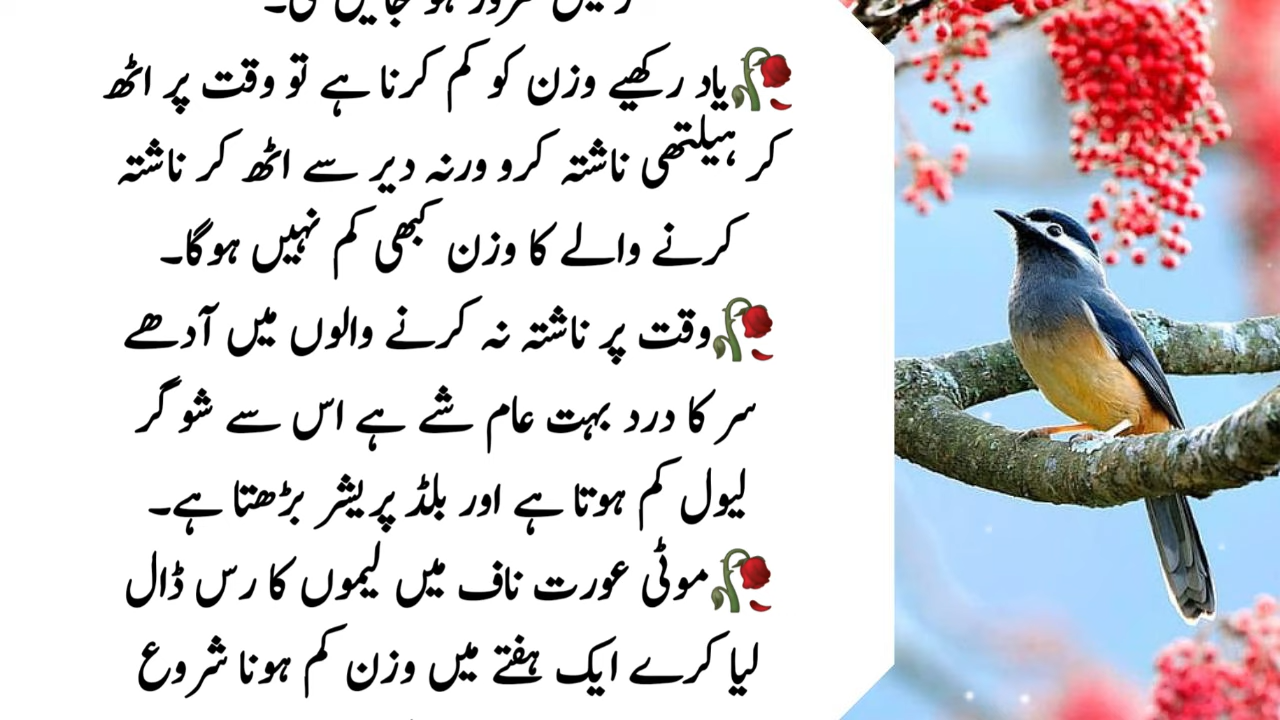 🥀یاد رکھیے وزن کو کم کرنا ہے تو وقت پر اٹھ
کر ہیلتھی ناشتہ کرو ورنہ دیر سے اٹھ کر ناشتہ
کرنے والے کا وزن کبھی کم نہیں ہوگا۔
🥀وقت پر ناشتہ نہ کرنے والوں میں آدھے
سر کا درد بہت عام شے ہے اس سے شوگر
لیول کم ہوتا ہے اور بلڈ پریشر بڑھتا ہے۔
🥀موٹی عورت ناف میں لیموں کا رس ڈال
لیا کرے ایک ہفتے میں وزن کم ہونا شروع